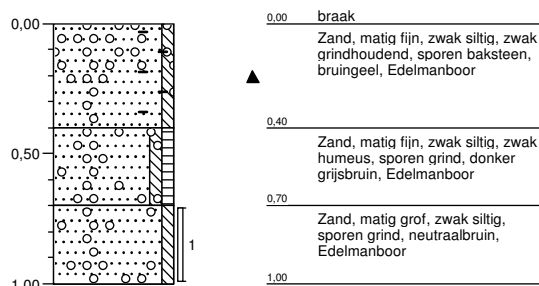 0,00
0,50
1,00
1
0,00 braak
Zand, matig fijn, zwak siltig, zwak
grindhoudend, sporen baksteen,
bruingeel, Edelmanboor
0,40
Zand, matig fijn, zwak siltig, zwak
humeus, sporen grind, donker
grijsbruin, Edelmanboor
0,70
Zand, matig grof, zwak siltig,
sporen grind, neutraalbruin,
Edelmanboor
1,00